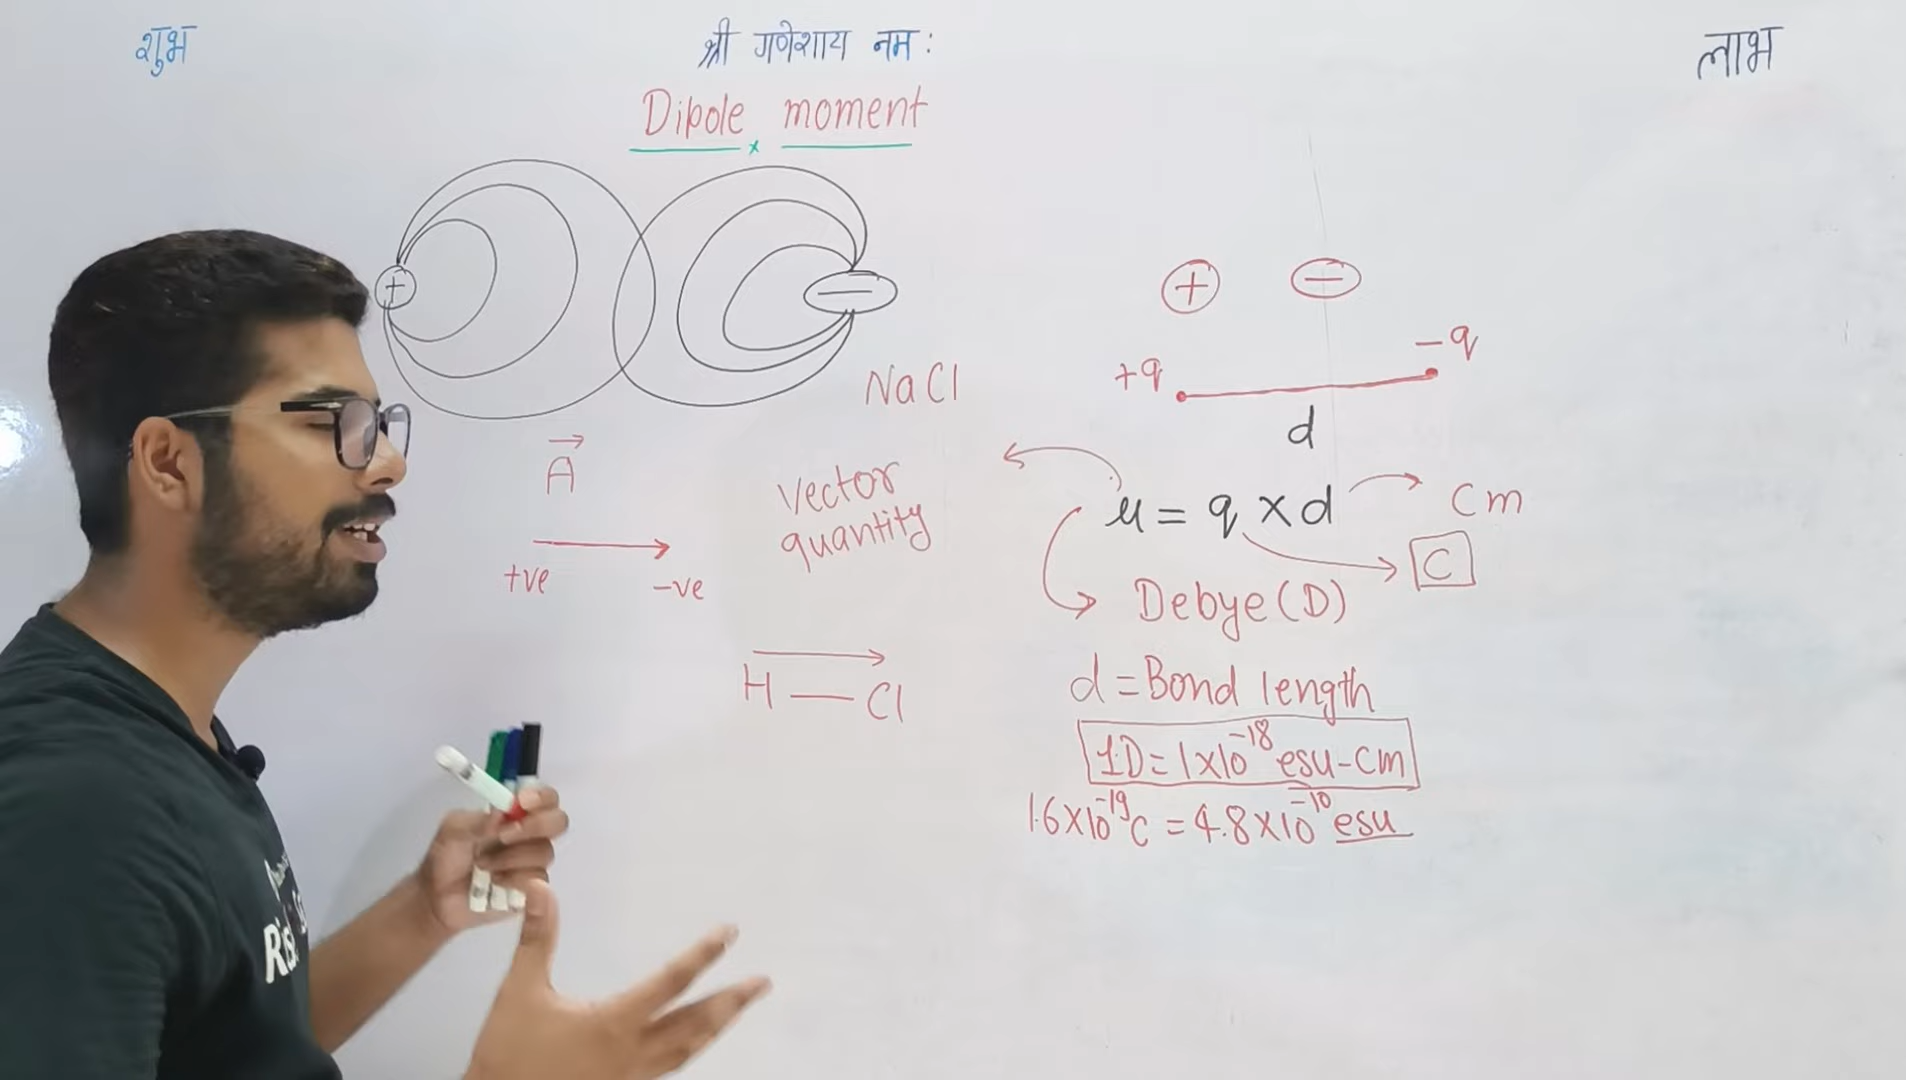 शुभ
श्री गणेशाय नमः
लाभ
Dipole moment
+
−
+
−
+q
−q
NaCl
d
A
vector
quantity
μ = q × d
Cm
C
+ve
−ve
Debye (D)
H — Cl
d = Bond length
1D = 1×10⁻¹⁸ esu-cm
1.6×10⁻¹⁹C = 4.8×10⁻¹⁰ esu